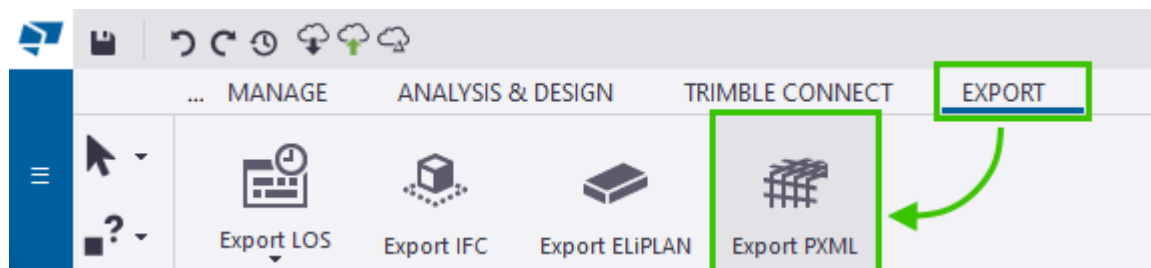 ... MANAGE ANALYSIS & DESIGN TRIMBLE CONNECT EXPORT
?
Export LOS Export IFC Export ELiPLAN Export PXML